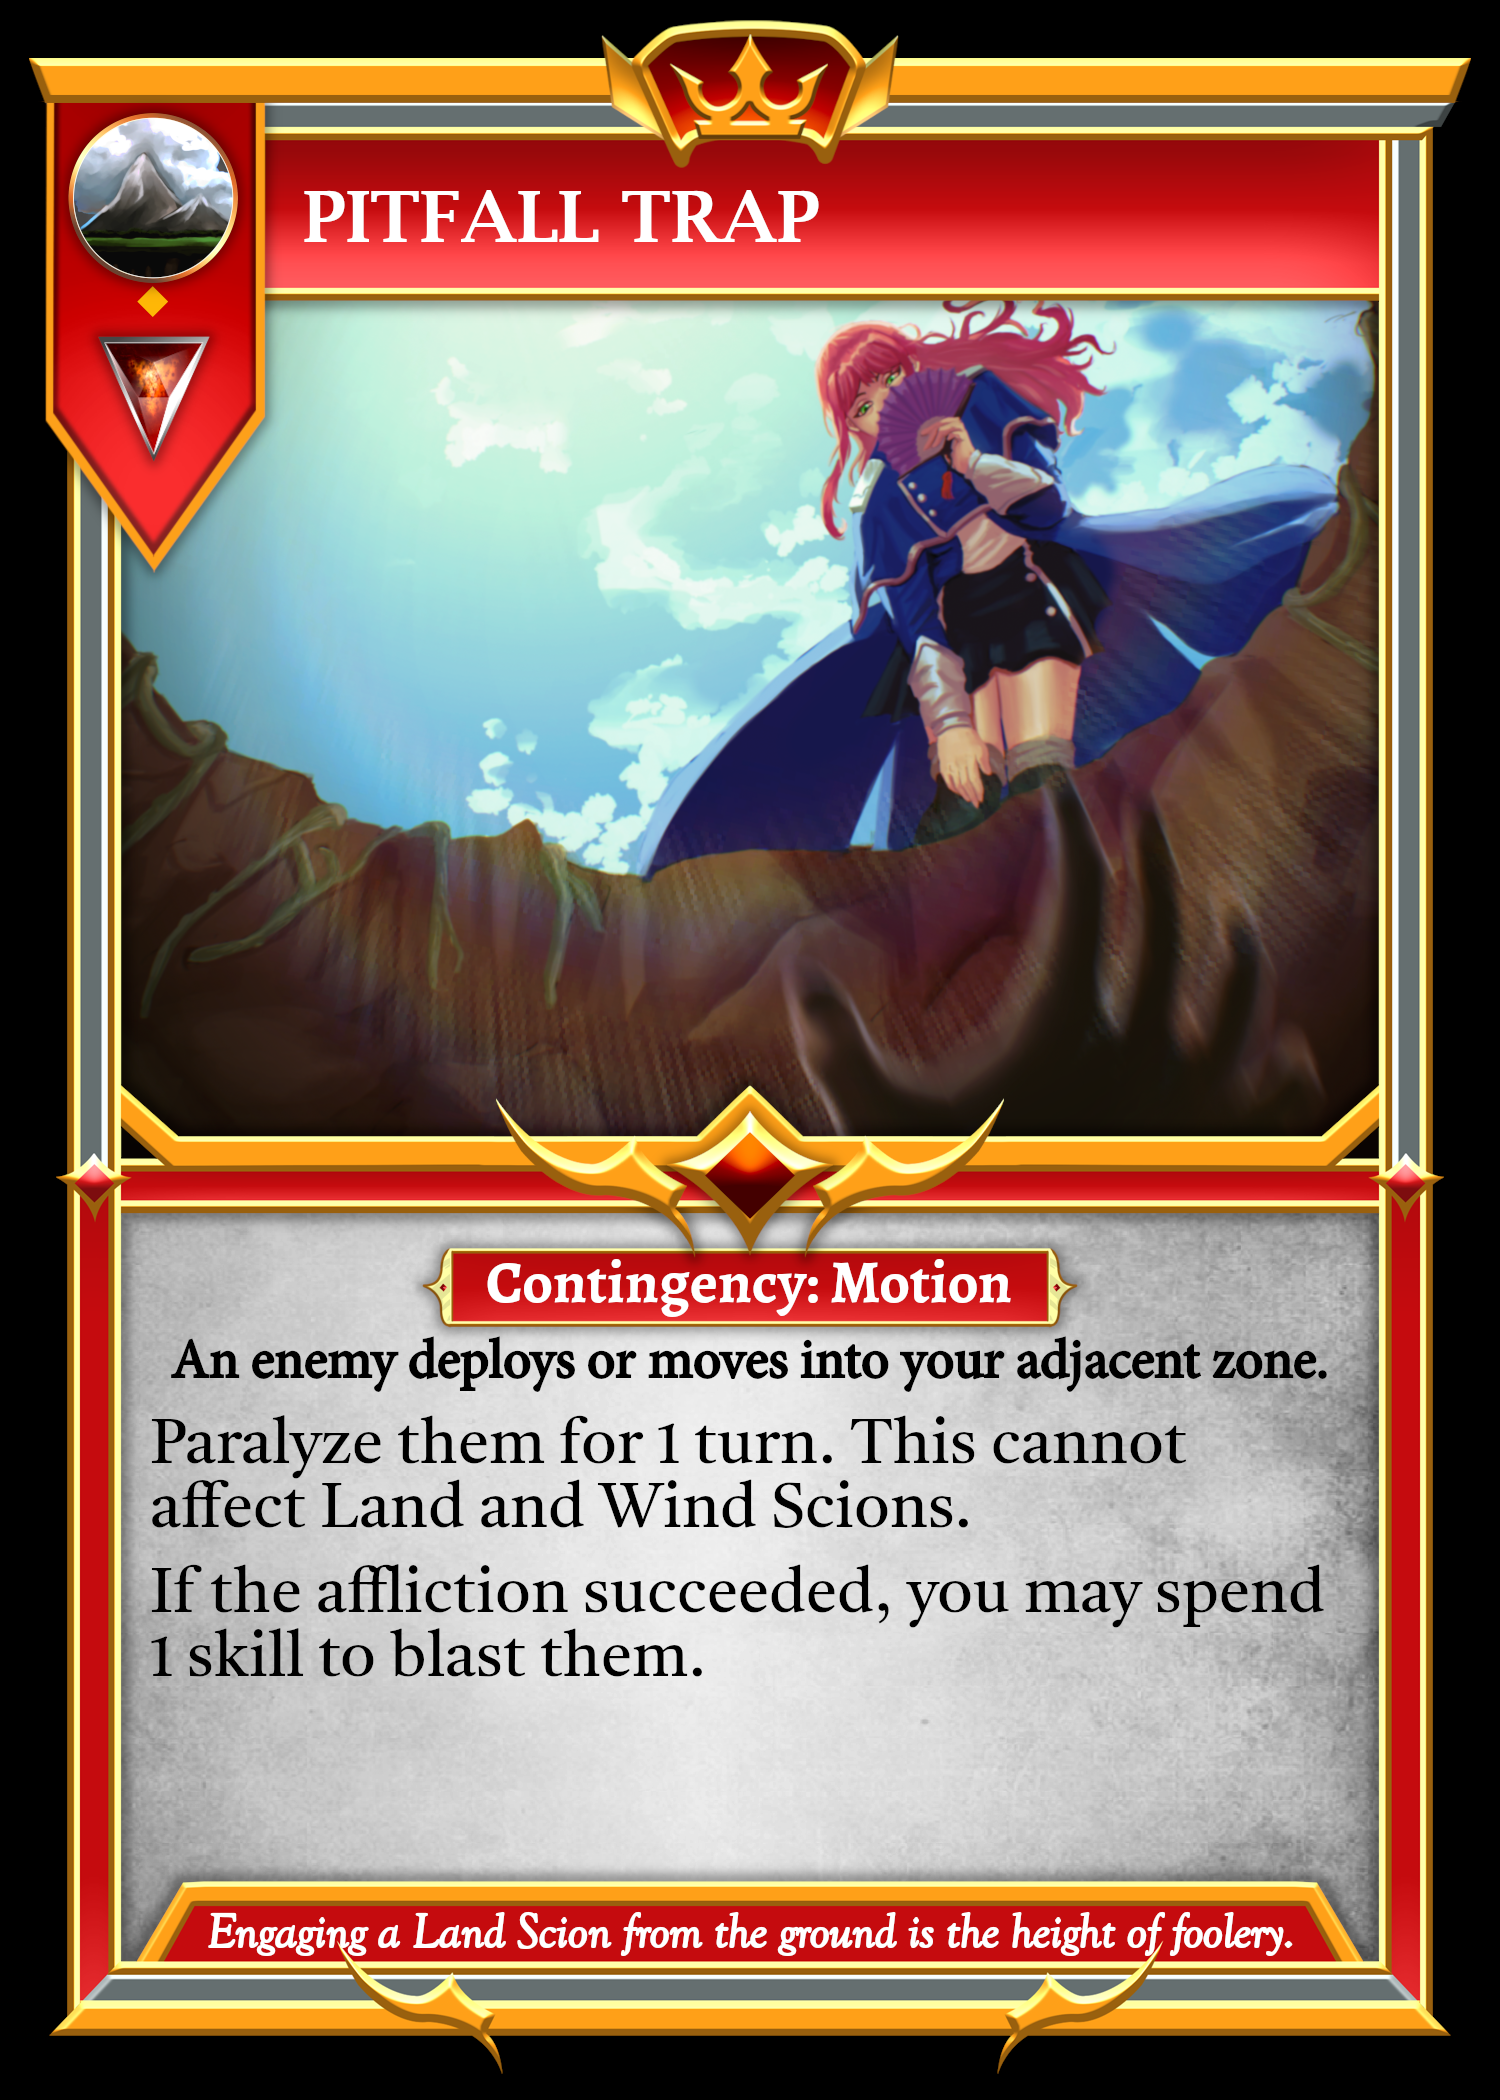 PITFALL TRAP
Contingency: Motion
An enemy deploys or moves into your adjacent zone.
Paralyze them for 1 turn. This cannot
affect Land and Wind Scions.
If the affliction succeeded, you may spend
1 skill to blast them.
Engaging a Land Scion from the ground is the height of foolery.